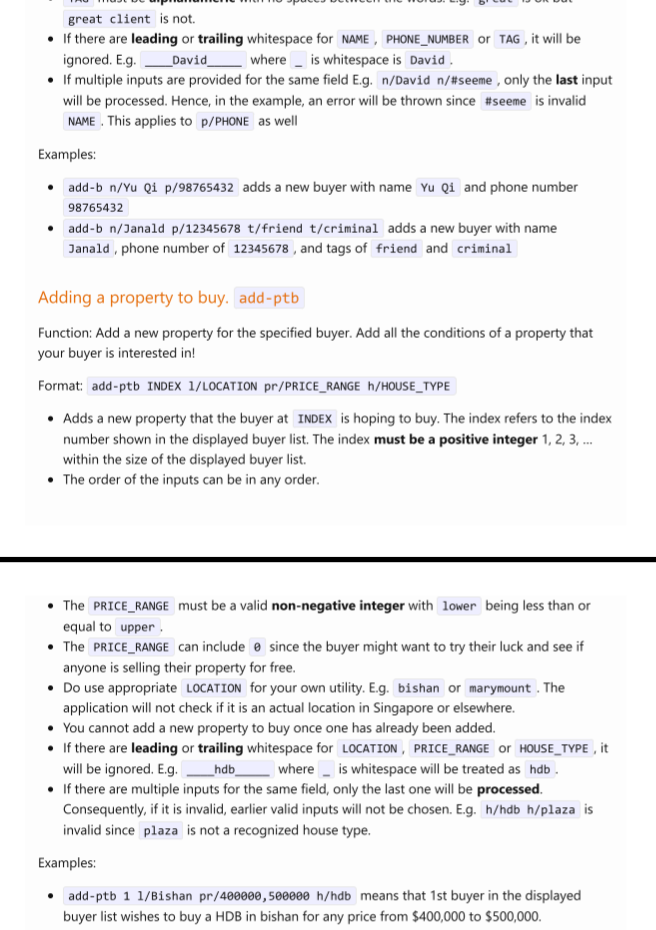 great client is not.
If there are leading or trailing whitespace for NAME , PHONE_NUMBER or TAG , it will be
ignored. E.g. ____David_____ where _ is whitespace is David .
If multiple inputs are provided for the same field E.g. n/David n/#seeme , only the last input
will be processed. Hence, in the example, an error will be thrown since #seeme is invalid
NAME . This applies to p/PHONE as well
Examples:
add-b n/Yu Qi p/98765432 adds a new buyer with name Yu Qi and phone number
98765432
add-b n/Janald p/12345678 t/friend t/criminal adds a new buyer with name
Janald , phone number of 12345678 , and tags of friend and criminal
Adding a property to buy. add-ptb
Function: Add a new property for the specified buyer. Add all the conditions of a property that
your buyer is interested in!
Format: add-ptb INDEX l/LOCATION pr/PRICE_RANGE h/HOUSE_TYPE
Adds a new property that the buyer at INDEX is hoping to buy. The index refers to the index
number shown in the displayed buyer list. The index must be a positive integer 1, 2, 3, ...
within the size of the displayed buyer list.
The order of the inputs can be in any order.
The PRICE_RANGE must be a valid non-negative integer with lower being less than or
equal to upper .
The PRICE_RANGE can include 0 since the buyer might want to try their luck and see if
anyone is selling their property for free.
Do use appropriate LOCATION for your own utility. E.g. bishan or marymount . The
application will not check if it is an actual location in Singapore or elsewhere.
You cannot add a new property to buy once one has already been added.
If there are leading or trailing whitespace for LOCATION , PRICE_RANGE or HOUSE_TYPE , it
will be ignored. E.g. ____hdb_____ where _ is whitespace will be treated as hdb .
If there are multiple inputs for the same field, only the last one will be processed.
Consequently, if it is invalid, earlier valid inputs will not be chosen. E.g. h/hdb h/plaza is
invalid since plaza is not a recognized house type.
Examples:
add-ptb 1 l/Bishan pr/400000,500000 h/hdb means that 1st buyer in the displayed
buyer list wishes to buy a HDB in bishan for any price from $400,000 to $500,000.